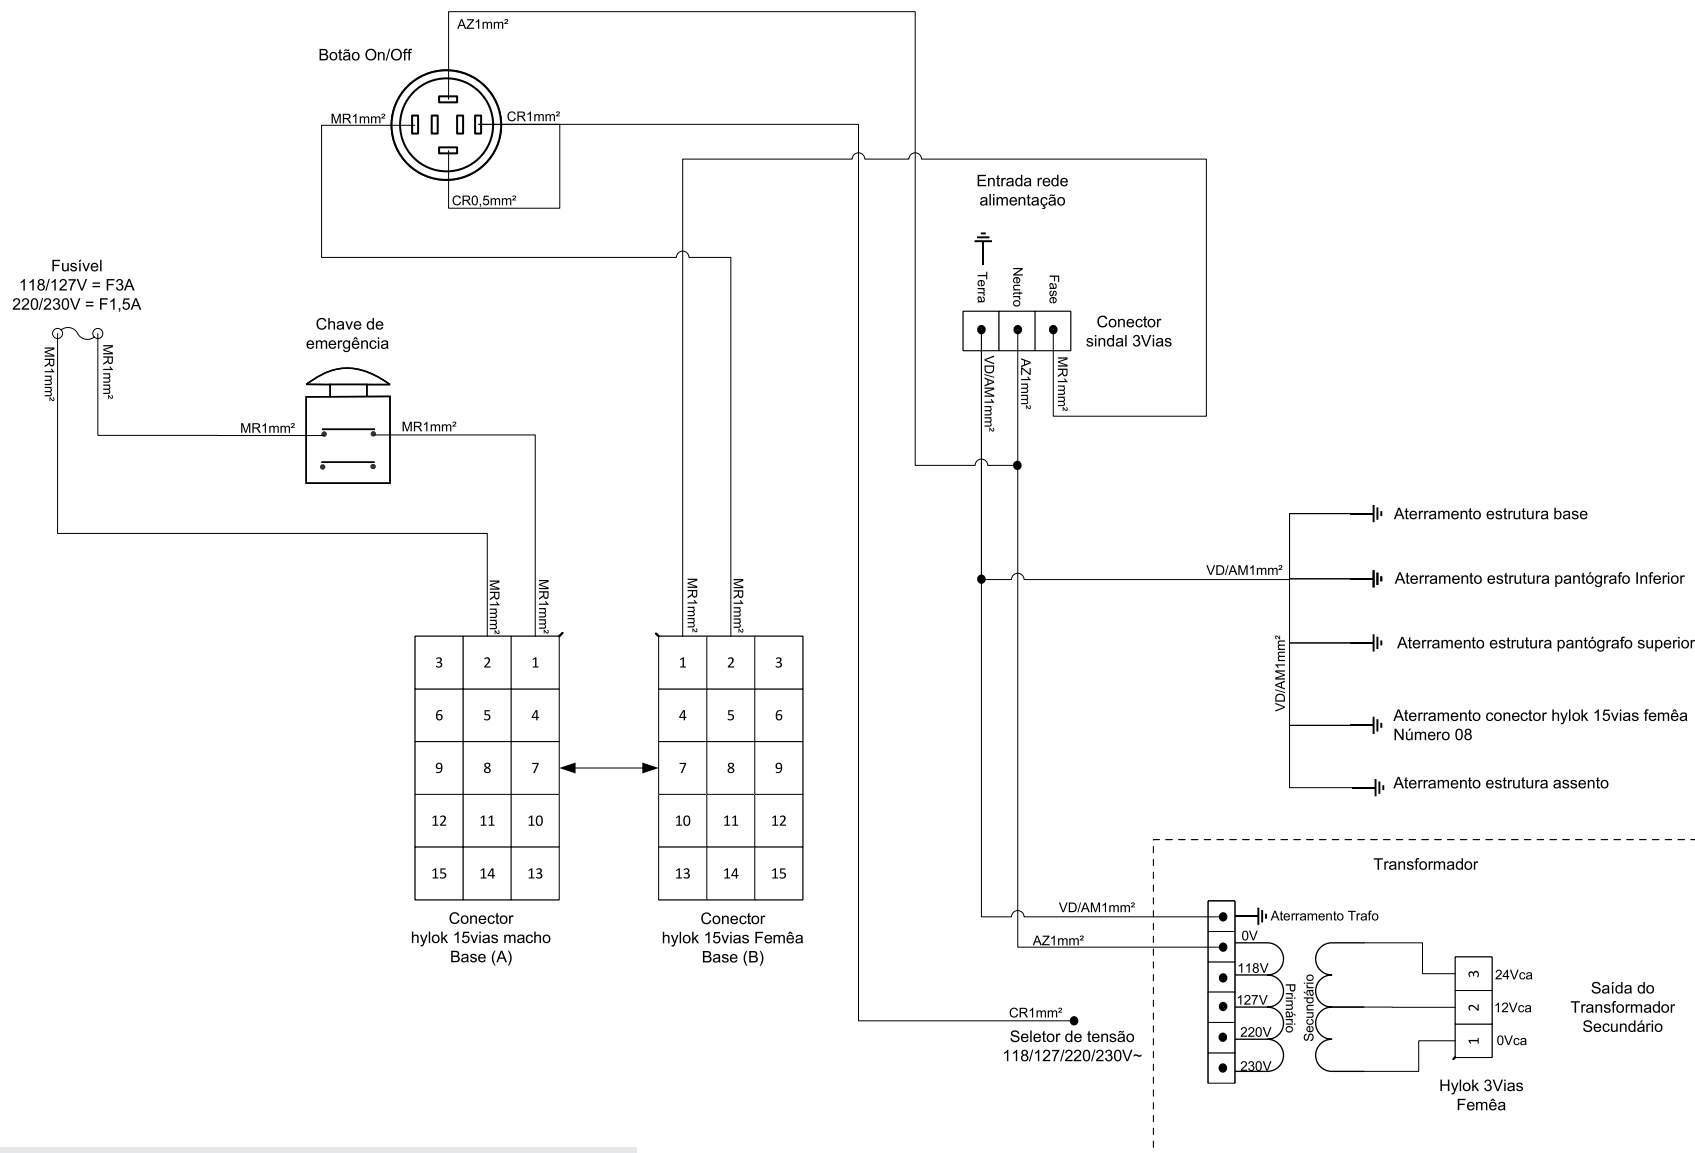 AZ1mm²
Botão On/Off
MR1mm²
CR1mm²
CR0,5mm²
Entrada rede
alimentação
Terra
Neutro
Fase
Conector
sindal 3Vias
VD/AM1mm²
AZ1mm²
MR1mm²
Fusível
118/127V = F3A
220/230V = F1,5A
MR1mm²
MR1mm²
Chave de
emergência
MR1mm²
MR1mm²
MR1mm²
MR1mm²
MR1mm²
MR1mm²
3 2 1
6 5 4
9 8 7
12 11 10
15 14 13
Conector
hylok 15vias macho
Base (A)
1 2 3
4 5 6
7 8 9
10 11 12
13 14 15
Conector
hylok 15vias Femêa
Base (B)
VD/AM1mm²
VD/AM1mm²
Aterramento estrutura base
Aterramento estrutura pantógrafo Inferior
Aterramento estrutura pantógrafo superior
Aterramento conector hylok 15vias femêa
Número 08
Aterramento estrutura assento
Transformador
VD/AM1mm²
Aterramento Trafo
AZ1mm²
0V
118V
127V
220V
230V
Primário
Secundário
3
2
1
24Vca
12Vca
0Vca
Saída do
Transformador
Secundário
Hylok 3Vias
Femêa
CR1mm²
Seletor de tensão
118/127/220/230V~